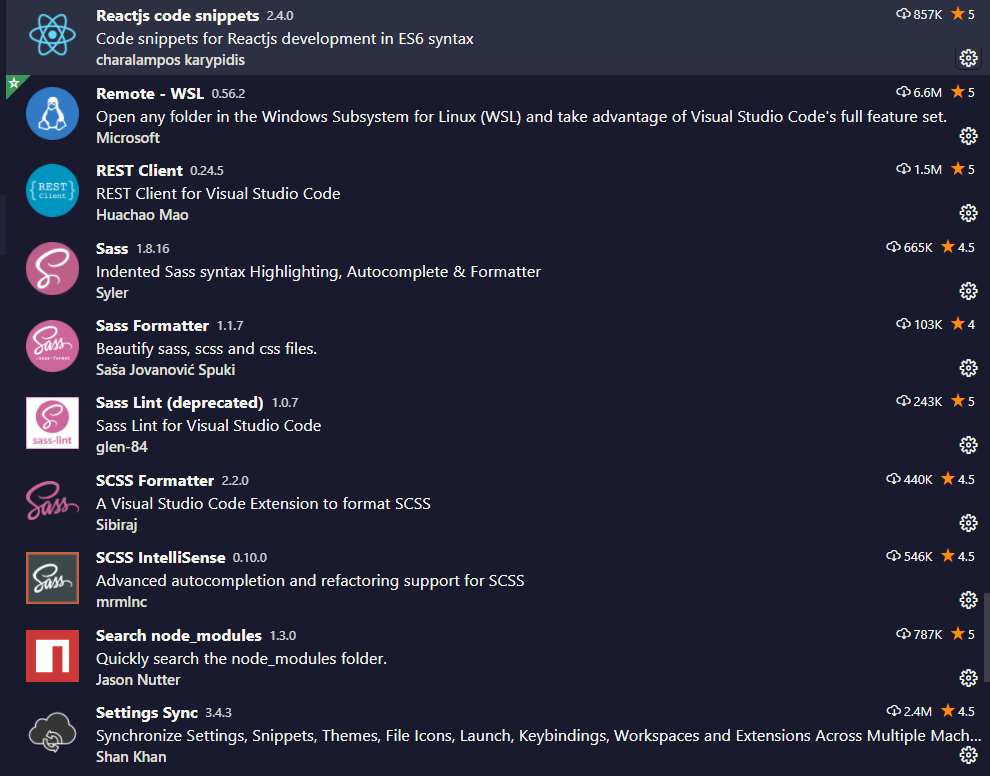 Reactjs code snippets 2.4.0 857K 5
Code snippets for Reactjs development in ES6 syntax
charalampos karypidis
Remote - WSL 0.56.2 6.6M 5
Open any folder in the Windows Subsystem for Linux (WSL) and take advantage of Visual Studio Code's full feature set.
Microsoft
REST Client 0.24.5 1.5M 5
{REST}
Client
REST Client for Visual Studio Code
Huachao Mao
Sass 1.8.16 665K 4.5
Indented Sass syntax Highlighting, Autocomplete & Formatter
Syler
Sass Formatter 1.1.7 103K 4
Sass
Beautify sass, scss and css files.
Saša Jovanović Spuki
Sass Lint (deprecated) 1.0.7 243K 5
Sass Lint for Visual Studio Code
sass-lint
glen-84
SCSS Formatter 2.2.0 440K 4.5
Sass
A Visual Studio Code Extension to format SCSS
Sibiraj
SCSS IntelliSense 0.10.0 546K 4.5
Sass
Advanced autocompletion and refactoring support for SCSS
mrmlnc
Search node_modules 1.3.0 787K 5
Quickly search the node_modules folder.
Jason Nutter
Settings Sync 3.4.3 2.4M 4.5
Synchronize Settings, Snippets, Themes, File Icons, Launch, Keybindings, Workspaces and Extensions Across Multiple Mach...
Shan Khan